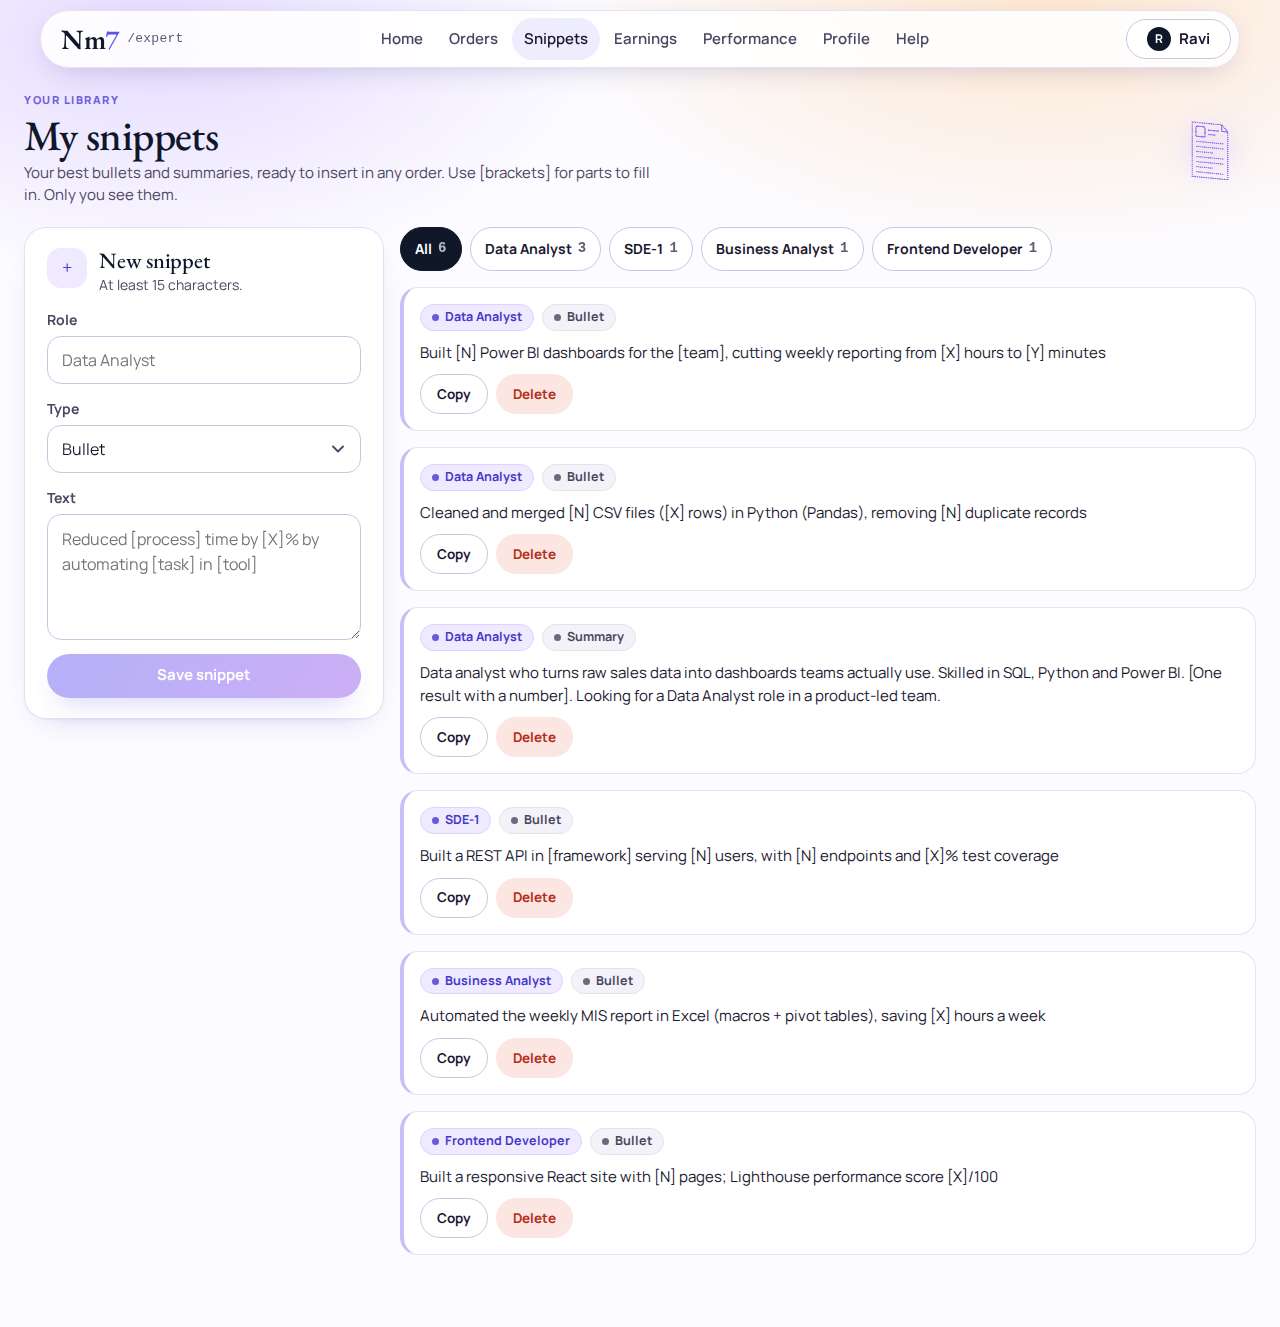 Nm7 /expert
Home
Orders
Snippets
Earnings
Performance
Profile
Help
R Ravi
YOUR LIBRARY
My snippets
Your best bullets and summaries, ready to insert in any order. Use [brackets] for parts to fill
in. Only you see them.
+
New snippet
At least 15 characters.
Role
Data Analyst
Type
Bullet
Text
Reduced [process] time by [X]% by
automating [task] in [tool]
Save snippet
All 6
Data Analyst 3
SDE-1 1
Business Analyst 1
Frontend Developer 1
Data Analyst
Bullet
Built [N] Power BI dashboards for the [team], cutting weekly reporting from [X] hours to [Y] minutes
Copy
Delete
Data Analyst
Bullet
Cleaned and merged [N] CSV files ([X] rows) in Python (Pandas), removing [N] duplicate records
Copy
Delete
Data Analyst
Summary
Data analyst who turns raw sales data into dashboards teams actually use. Skilled in SQL, Python and Power BI. [One
result with a number]. Looking for a Data Analyst role in a product-led team.
Copy
Delete
SDE-1
Bullet
Built a REST API in [framework] serving [N] users, with [N] endpoints and [X]% test coverage
Copy
Delete
Business Analyst
Bullet
Automated the weekly MIS report in Excel (macros + pivot tables), saving [X] hours a week
Copy
Delete
Frontend Developer
Bullet
Built a responsive React site with [N] pages; Lighthouse performance score [X]/100
Copy
Delete